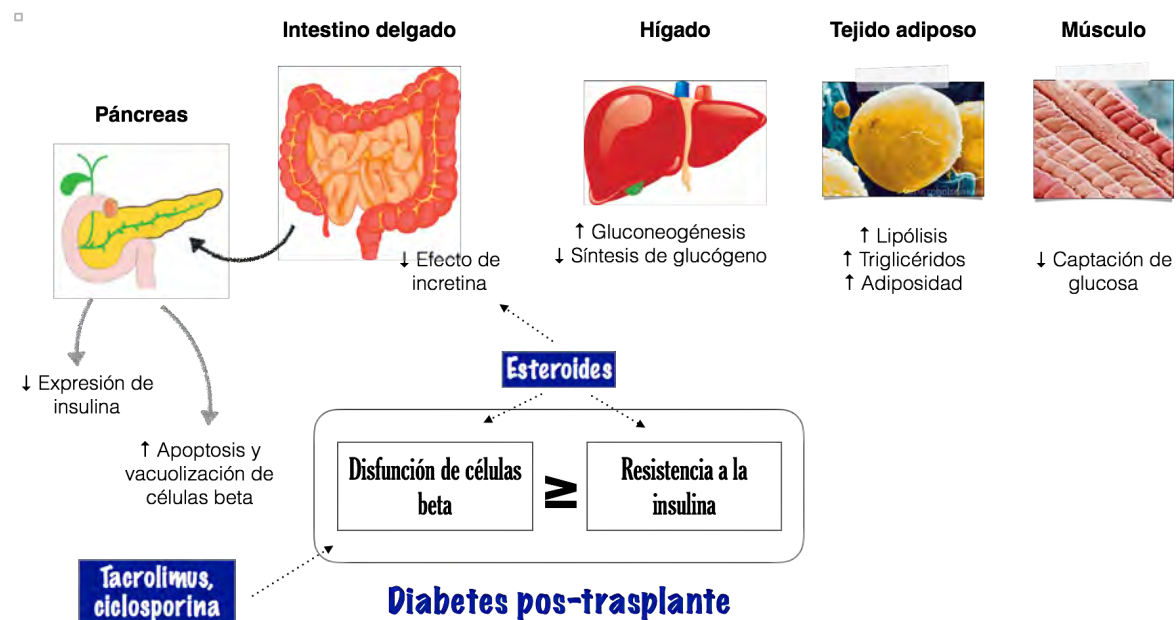 Intestino delgado
Hígado
Tejido adiposo
Músculo
Páncreas
↑ Gluconeogénesis
↓ Síntesis de glucógeno
↑ Lipólisis
↑ Triglicéridos
↑ Adiposidad
↓ Captación de
glucosa
↓ Efecto de
incretina
Esteroides
↓ Expresión de
insulina
↑ Apoptosis y
vacuolización de
células beta
Disfunción de células
beta
≥
Resistencia a la
insulina
Tacrolimus,
ciclosporina
Diabetes pos-trasplante